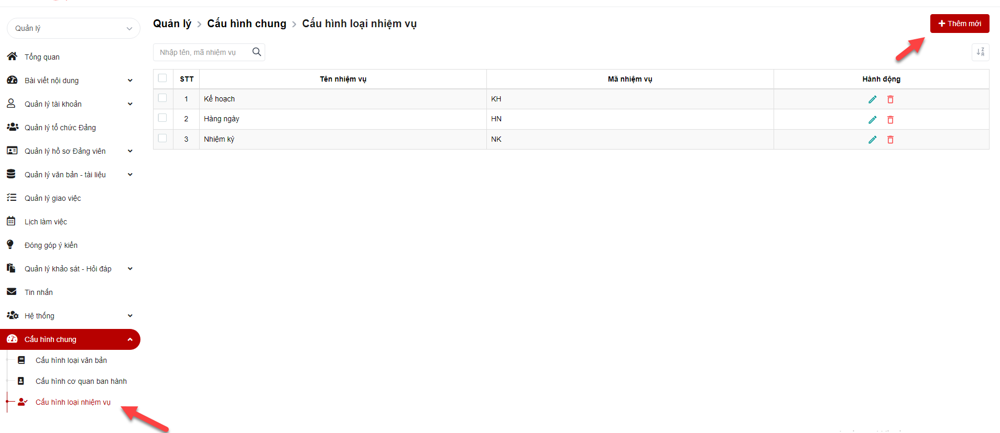 Quản lý
Quản lý > Cấu hình chung > Cấu hình loại nhiệm vụ
Thêm mới
Nhập tên, mã nhiệm vụ
STT Tên nhiệm vụ Mã nhiệm vụ Hành động
1 Kế hoạch KH
2 Hàng ngày HN
3 Nhiệm kỳ NK
Tổng quan
Bài viết nội dung
Quản lý tài khoản
Quản lý tổ chức Đảng
Quản lý hồ sơ Đảng viên
Quản lý văn bản - tài liệu
Quản lý giao việc
Lịch làm việc
Đóng góp ý kiến
Quản lý khảo sát - Hỏi đáp
Tin nhắn
Hệ thống
Cấu hình chung
Cấu hình loại văn bản
Cấu hình cơ quan ban hành
Cấu hình loại nhiệm vụ